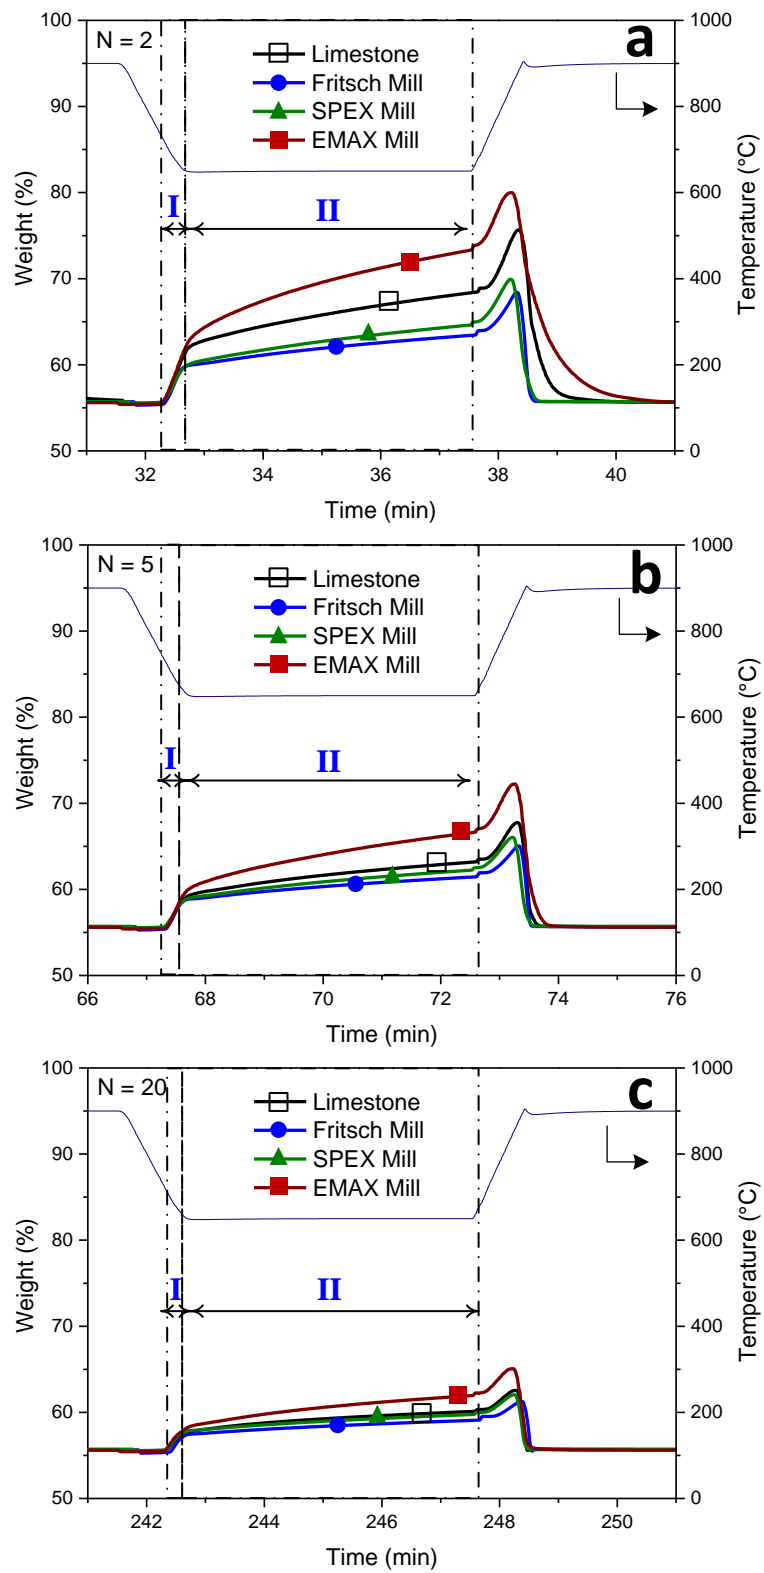 N = 2
a
Limestone
Fritsch Mill
SPEX Mill
EMAX Mill
I
II
100
90
80
70
60
50
1000
800
600
400
200
0
32
34
36
38
40
Weight (%)
Temperature (°C)
Time (min)
N = 5
b
Limestone
Fritsch Mill
SPEX Mill
EMAX Mill
I
II
100
90
80
70
60
50
1000
800
600
400
200
0
66
68
70
72
74
76
Weight (%)
Temperature (°C)
Time (min)
N = 20
c
Limestone
Fritsch Mill
SPEX Mill
EMAX Mill
I
II
100
90
80
70
60
50
1000
800
600
400
200
0
242
244
246
248
250
Weight (%)
Temperature (°C)
Time (min)